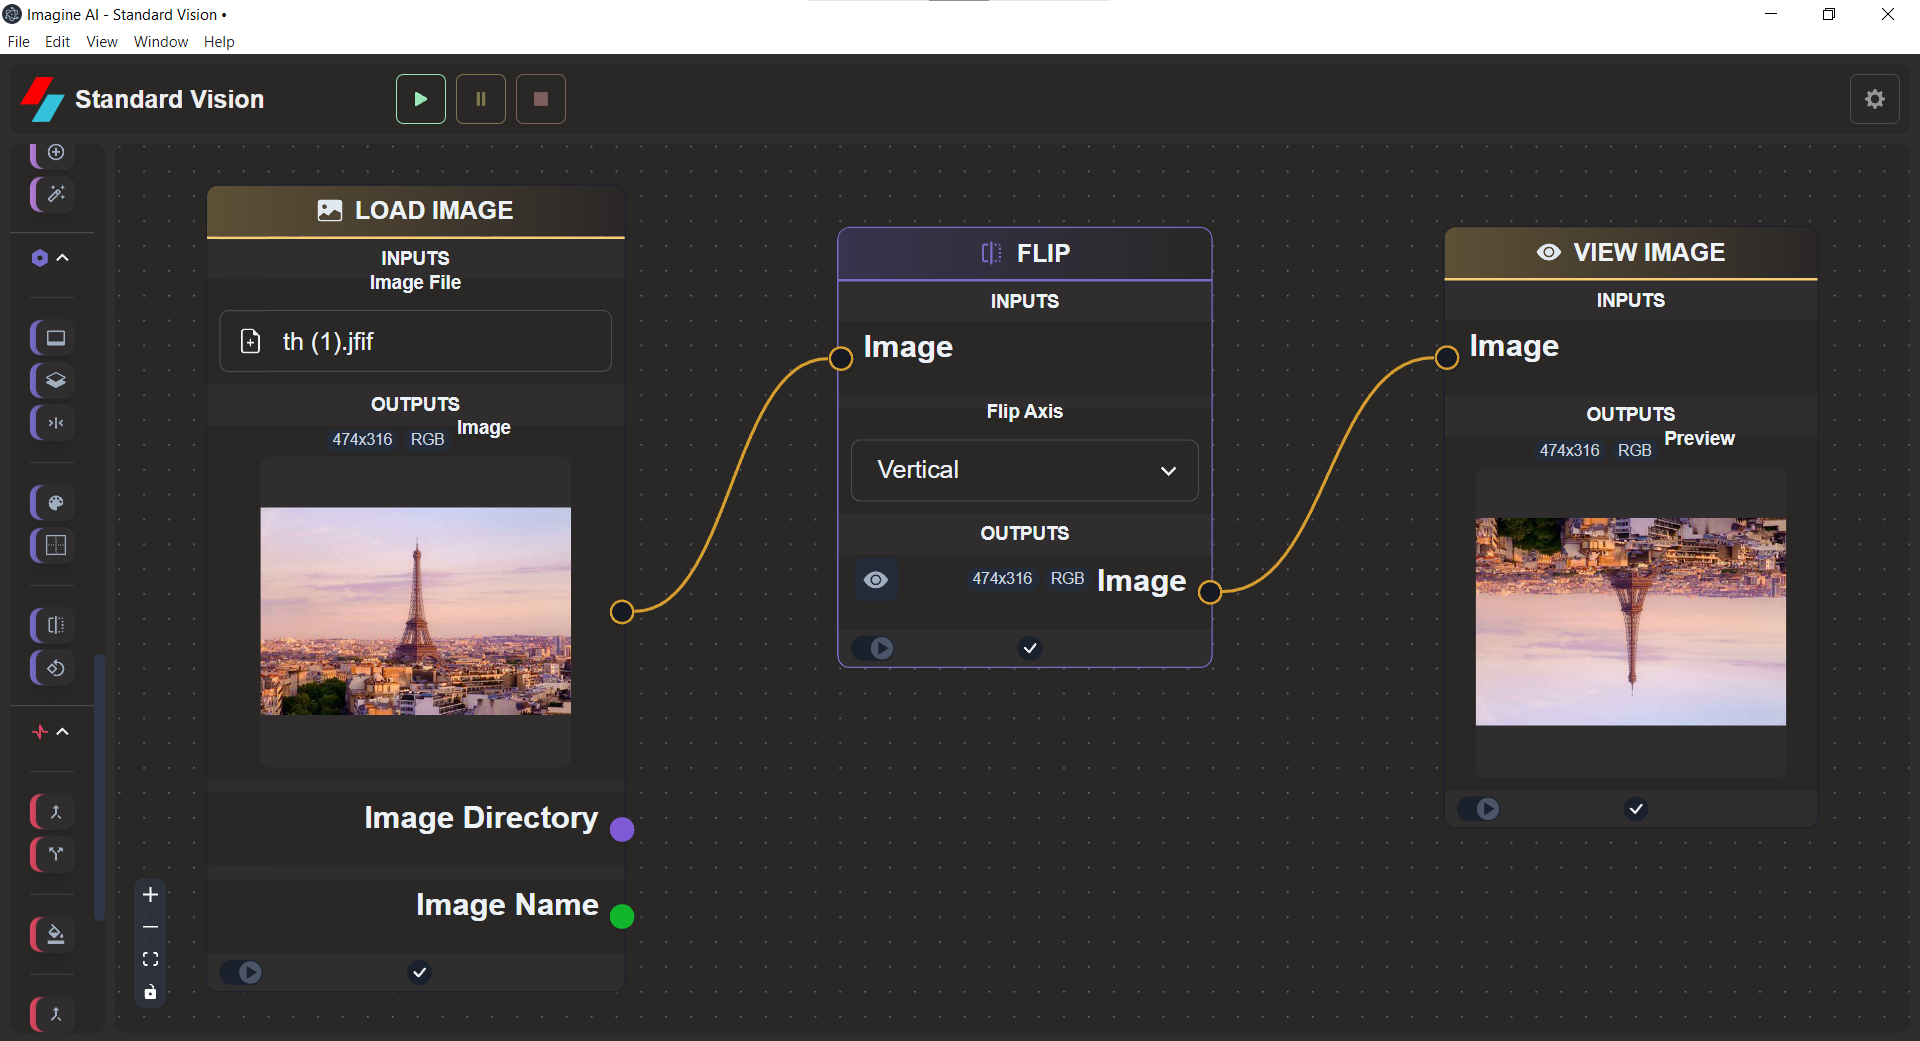 Imagine AI - Standard Vision •
File Edit View Window Help
Standard Vision
LOAD IMAGE
INPUTS
Image File
th (1).jfif
OUTPUTS
474x316 RGB Image
Image Directory
Image Name
FLIP
INPUTS
Image
Flip Axis
Vertical
OUTPUTS
474x316 RGB Image
VIEW IMAGE
INPUTS
Image
OUTPUTS
474x316 RGB Preview